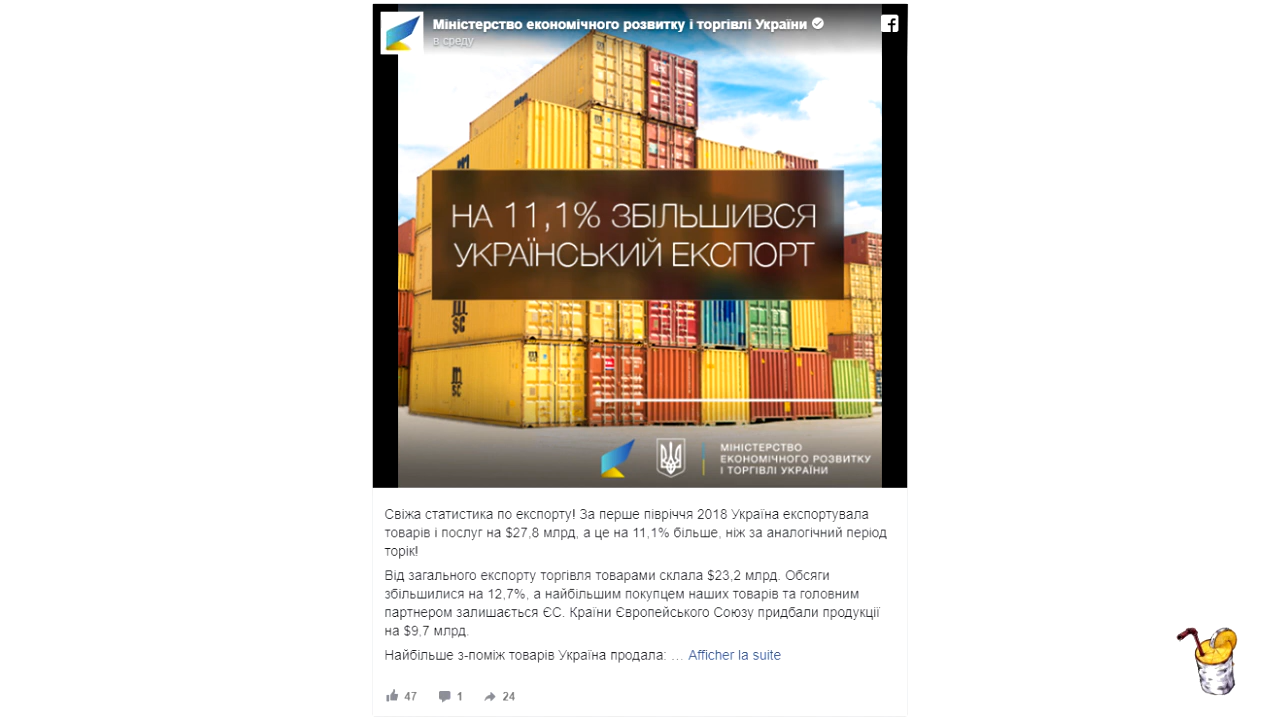 Міністерство економічного розвитку і торгівлі України
в среду
НА 11,1% ЗБІЛЬШИВСЯ
УКРАЇНСЬКИЙ ЕКСПОРТ
m
sc
m
sc
МІНІСТЕРСТВО
ЕКОНОМІЧНОГО РОЗВИТКУ
І ТОРГІВЛІ УКРАЇНИ
Свіжа статистика по експорту! За перше півріччя 2018 Україна експортувала
товарів і послуг на $27,8 млрд, а це на 11,1% більше, ніж за аналогічний період
торік!
Від загального експорту торгівля товарами склала $23,2 млрд. Обсяги
збільшилися на 12,7%, а найбільшим покупцем наших товарів та головним
партнером залишається ЄС. Країни Європейського Союзу придбали продукції
на $9,7 млрд.
Найбільше з-поміж товарів Україна продала: … Afficher la suite
47 1 24